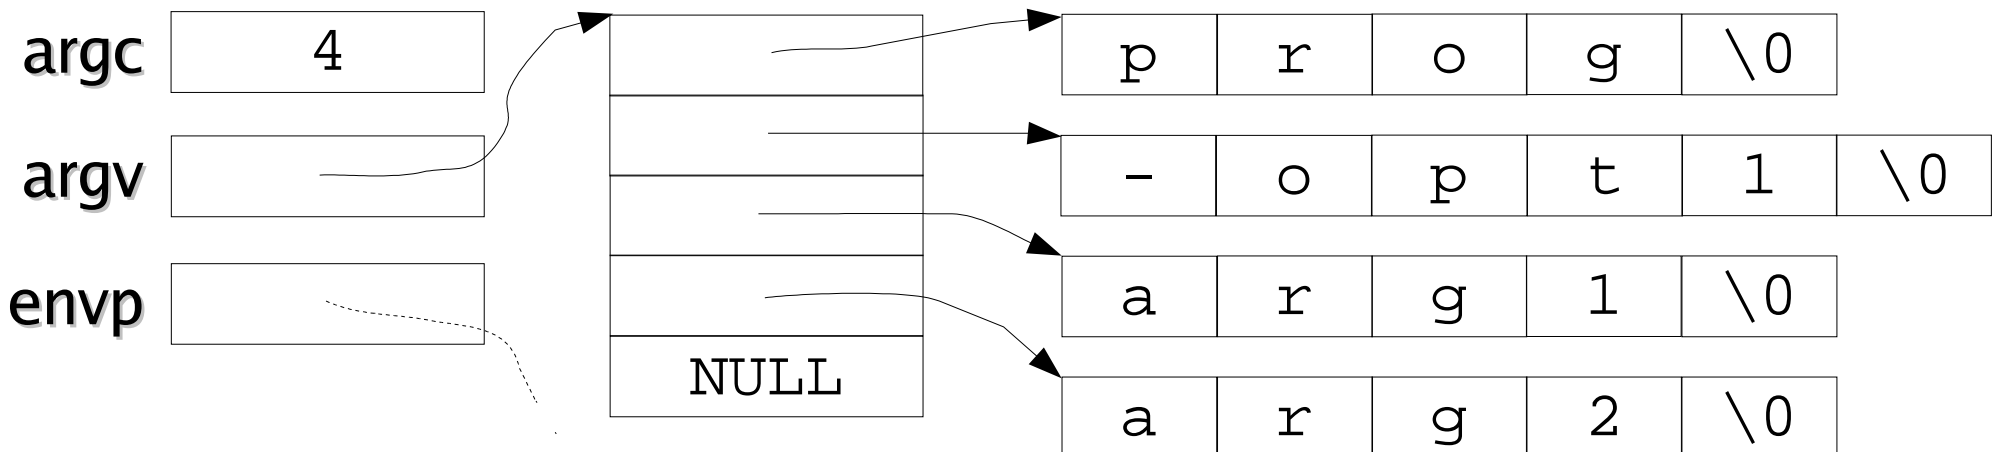 argc 4 p r o g \0
argv - o p t 1 \0
envp a r g 1 \0
NULL a r g 2 \0